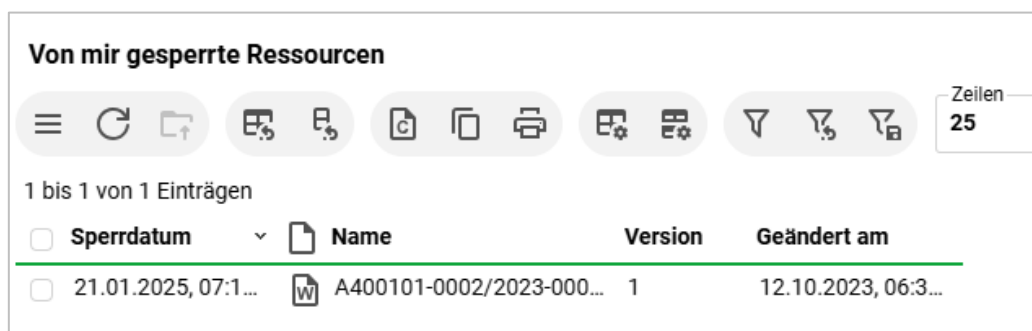 Von mir gesperrte Ressourcen
Zeilen
25
1 bis 1 von 1 Einträgen
Sperrdatum Name Version Geändert am
21.01.2025, 07:1... W A400101-0002/2023-000... 1 12.10.2023, 06:3...